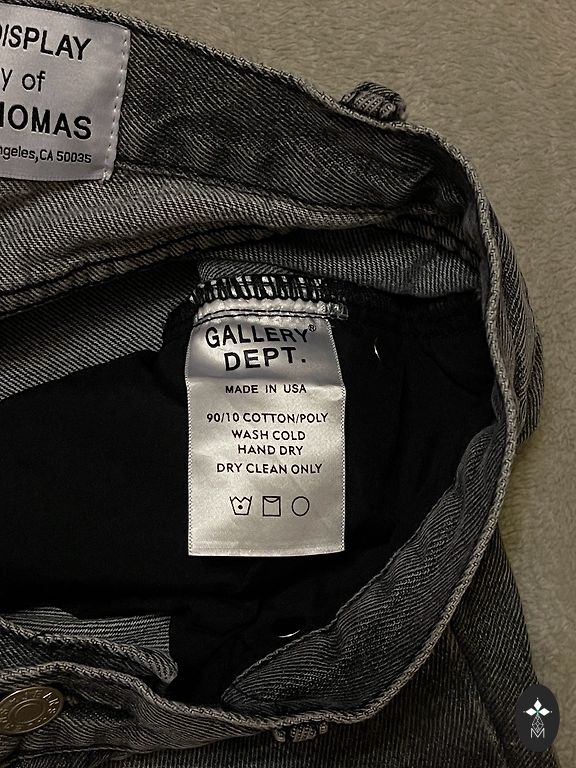 DISPLAY
y of
HOMAS
ngeles, CA 50035
GALLERY®
DEPT.
MADE IN USA
90/10 COTTON/POLY
WASH COLD
HAND DRY
DRY CLEAN ONLY
M